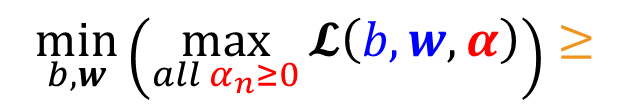 min b,w ( max all αₙ≥0 ℒ(b, w, α) ) ≥